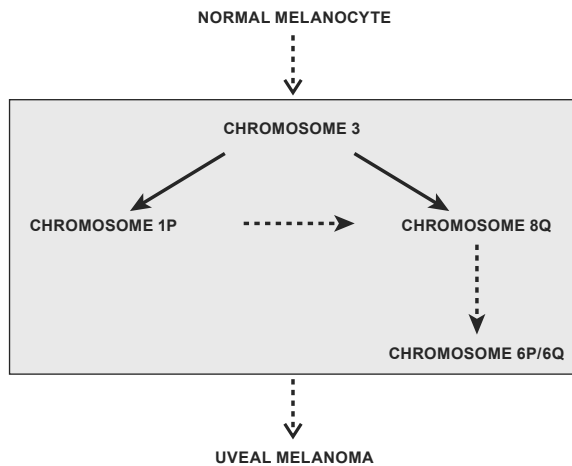 NORMAL MELANOCYTE
CHROMOSOME 3
CHROMOSOME 1P
CHROMOSOME 8Q
CHROMOSOME 6P/6Q
UVEAL MELANOMA